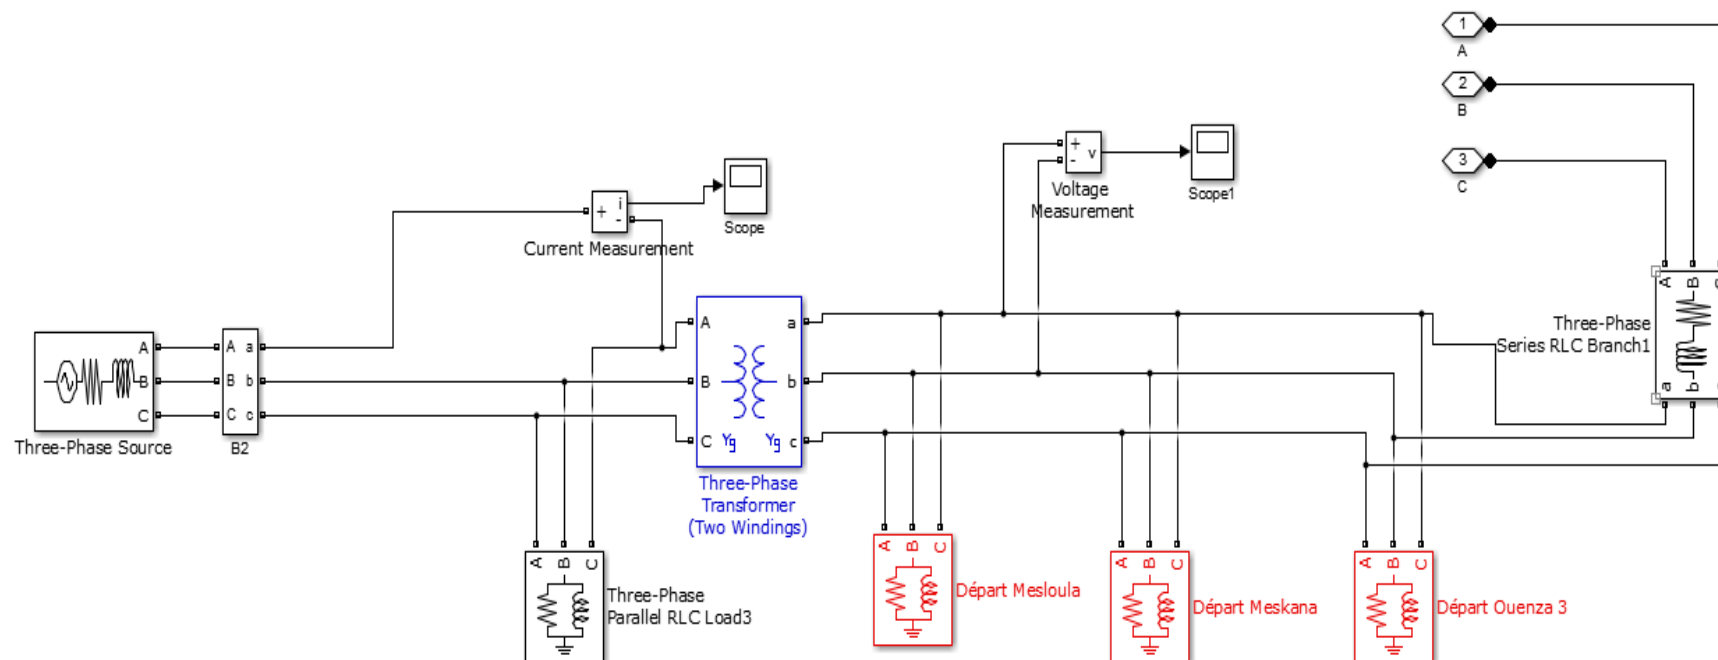 1
A
2
B
3
C
+
-
v
Voltage
Measurement
Scope1
+
i
-
Scope
Current Measurement
A
B
C
Three-Phase Source
A a
B b
C c
B2
A a
B b
C c
Yg Yg
Three-Phase
Transformer
(Two Windings)
A B C
a b
Three-Phase
Series RLC Branch1
A B C
Three-Phase
Parallel RLC Load3
A B C
Départ Mesloula
A B C
Départ Meskana
A B C
Départ Ouenza 3